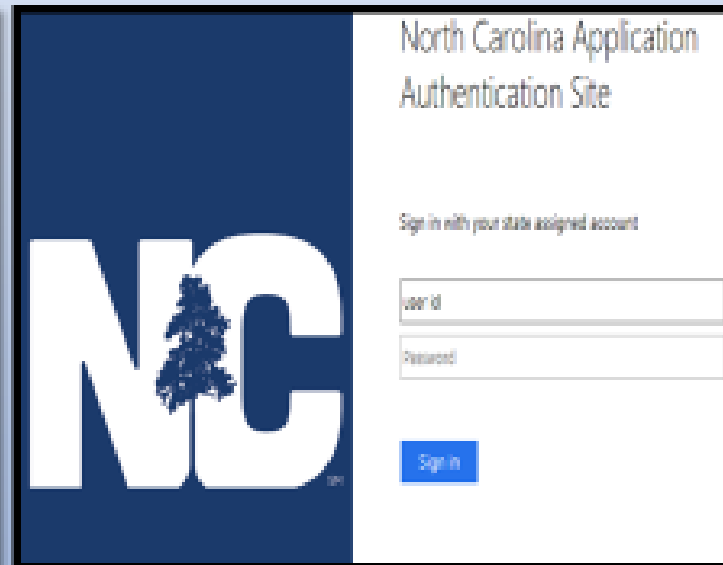 North Carolina Application
Authentication Site
Sign in with your state assigned account
user id
Password
Sign in
NC